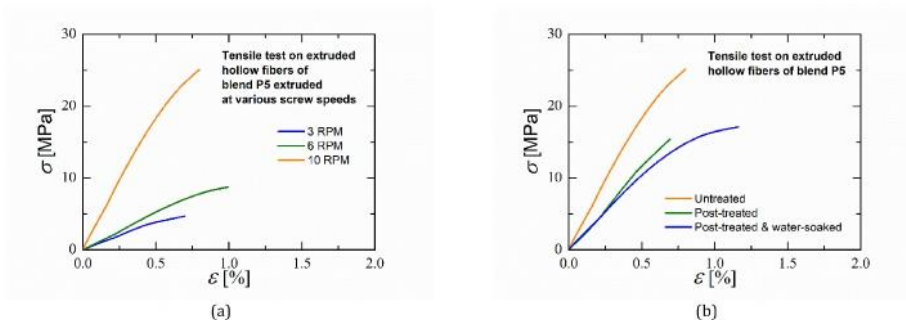 30
20
10
0
σ [MPa]
Tensile test on extruded
hollow fibers of
blend P5 extruded
at various screw speeds
3 RPM
6 RPM
10 RPM
0.0 0.5 1.0 1.5 2.0
ε [%]
(a)
30
20
10
0
σ [MPa]
Tensile test on extruded
hollow fibers of blend P5
Untreated
Post-treated
Post-treated & water-soaked
0.0 0.5 1.0 1.5 2.0
ε [%]
(b)